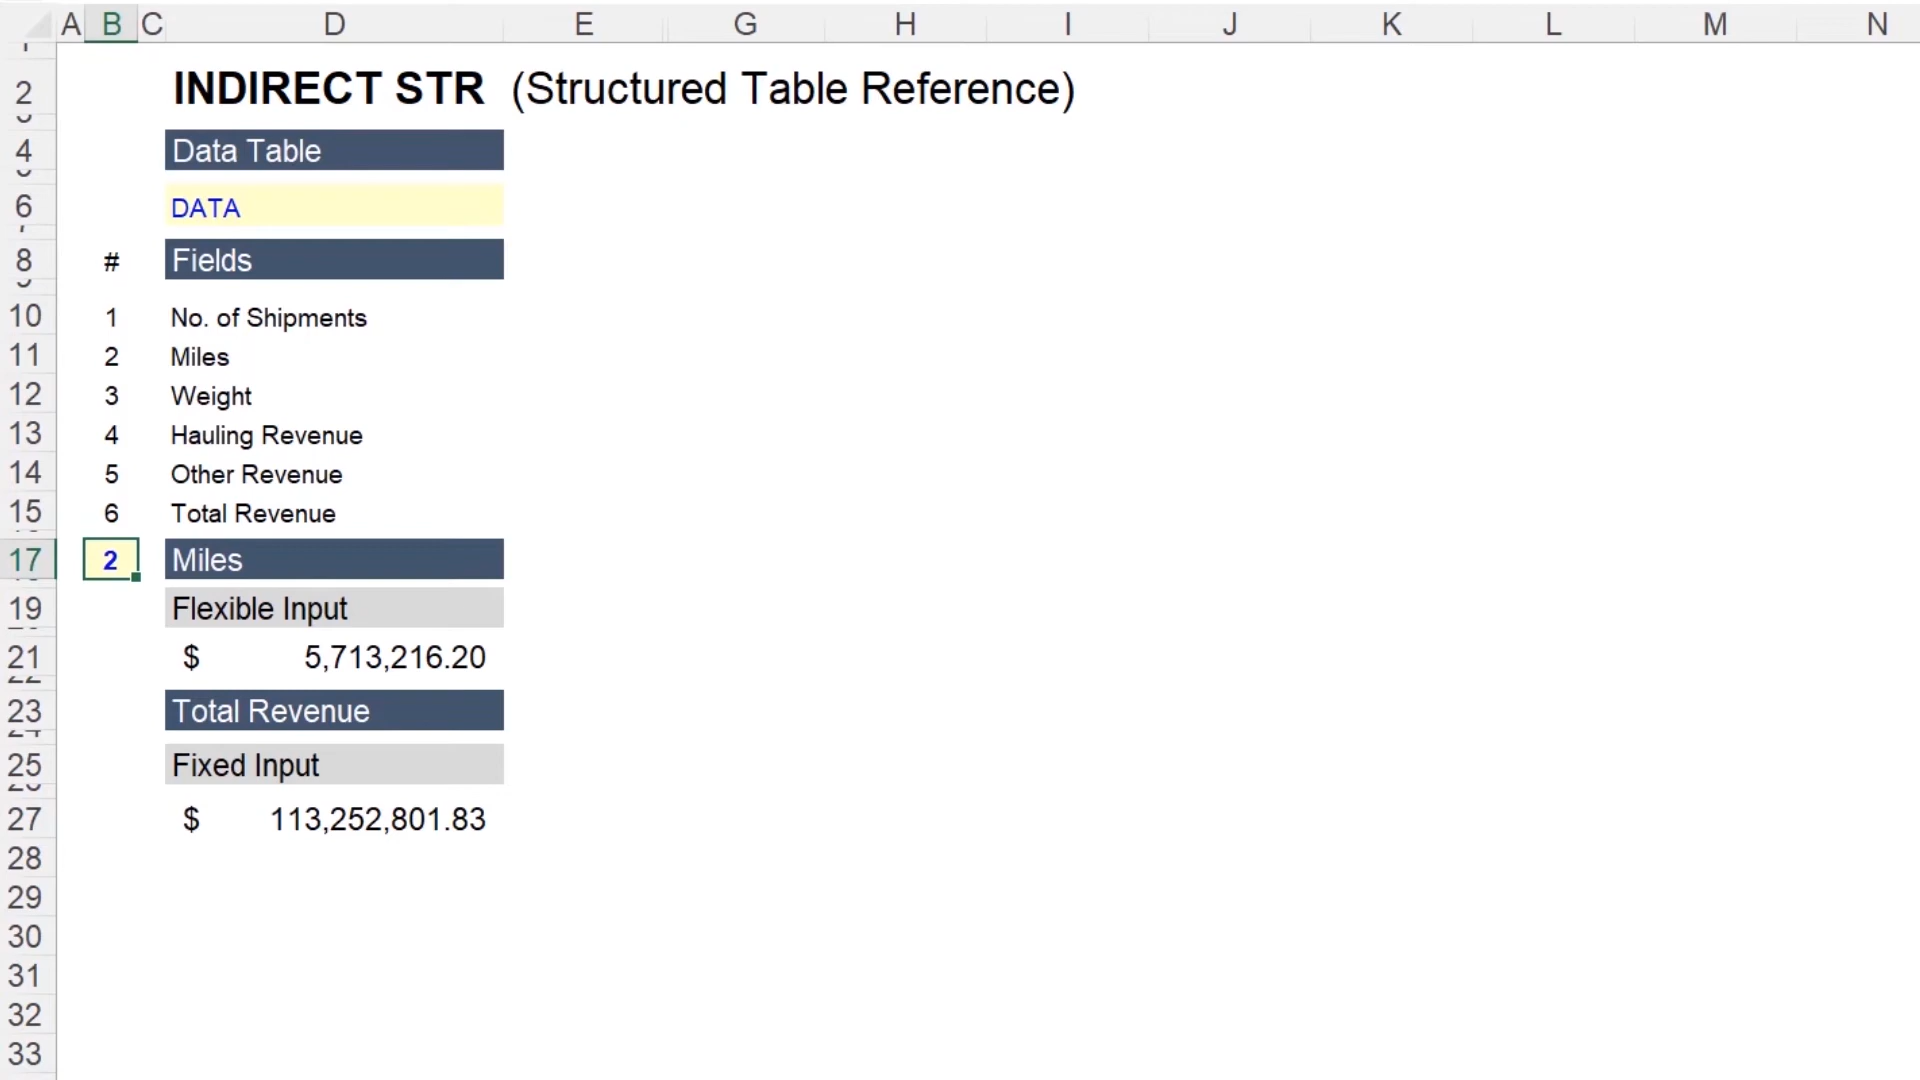 A B C D E G H I J K L M N
2 INDIRECT STR (Structured Table Reference)
4 Data Table
6 DATA
8 # Fields
10 1 No. of Shipments
11 2 Miles
12 3 Weight
13 4 Hauling Revenue
14 5 Other Revenue
15 6 Total Revenue
17 2 Miles
19 Flexible Input
21 $ 5,713,216.20
23 Total Revenue
25 Fixed Input
27 $ 113,252,801.83
28
29
30
31
32
33